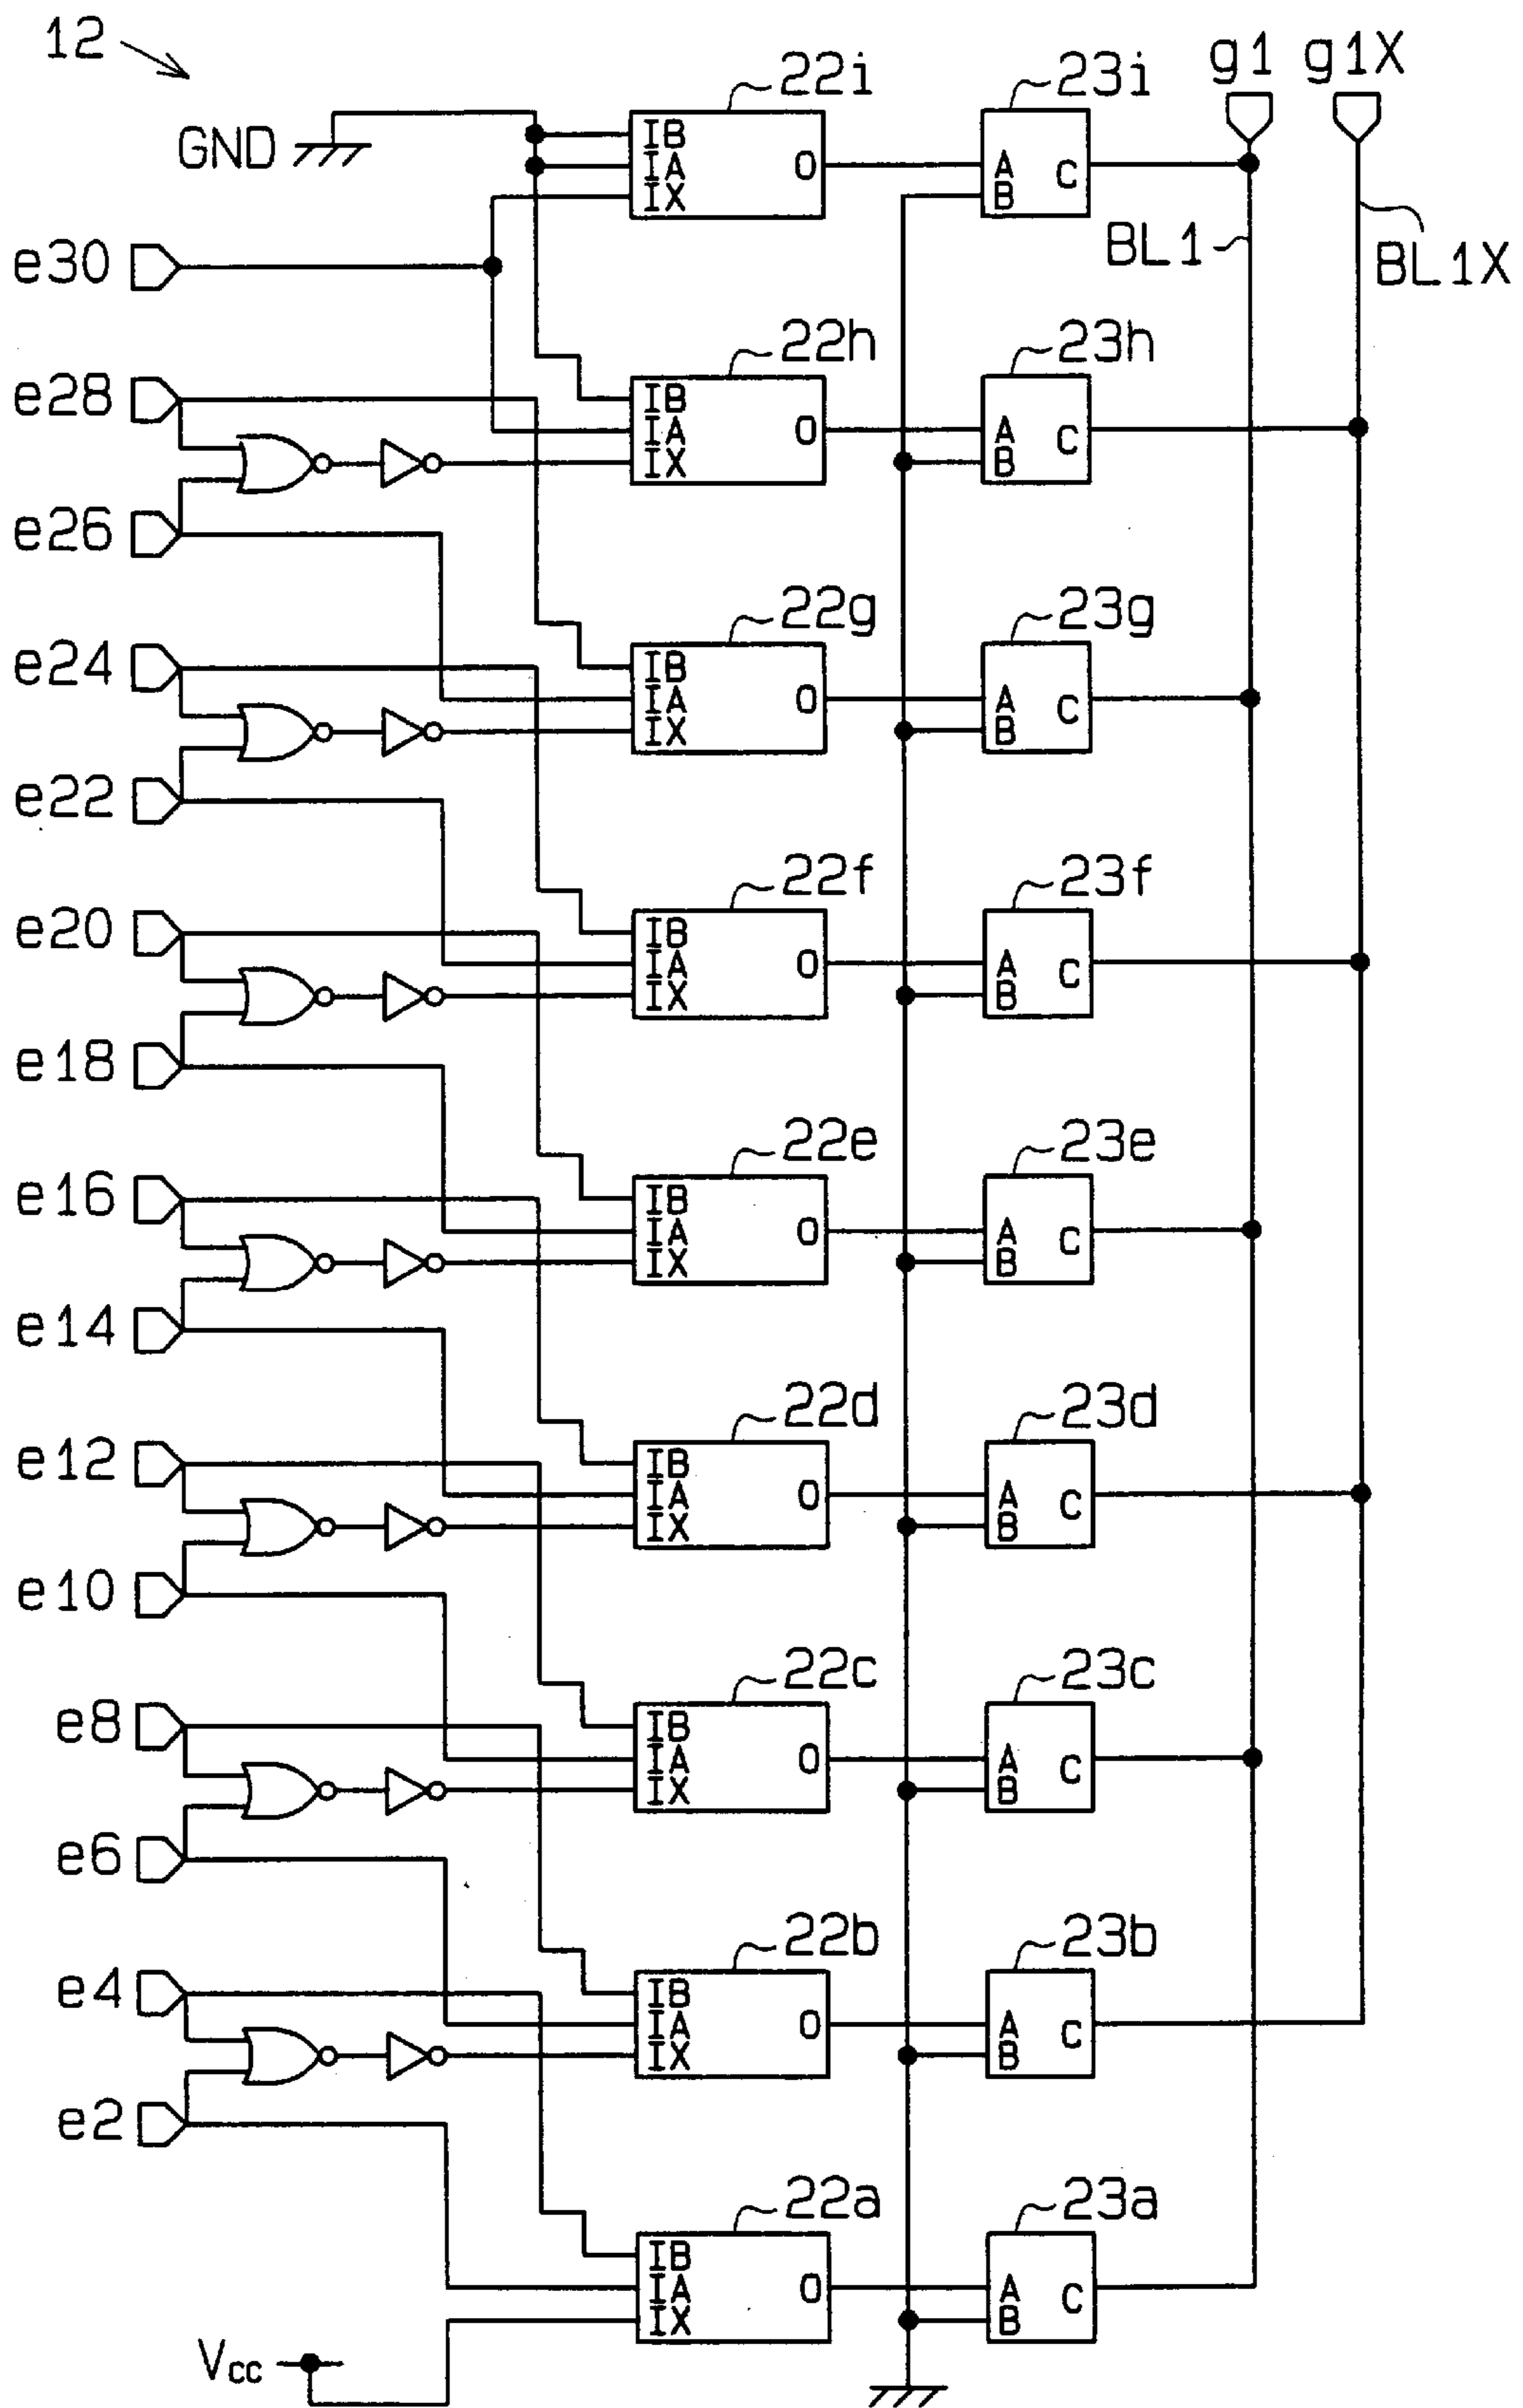 12
22i
23i
g1
g1X
GND
IB
IA
IX
O
A
B
C
e30
BL1
BL1X
22h
23h
e28
IB
IA
IX
O
A
B
C
e26
22g
23g
e24
IB
IA
IX
O
A
B
C
e22
22f
23f
e20
IB
IA
IX
O
A
B
C
e18
22e
23e
e16
IB
IA
IX
O
A
B
C
e14
22d
23d
e12
IB
IA
IX
O
A
B
C
e10
22c
23c
e8
IB
IA
IX
O
A
B
C
e6
22b
23b
e4
IB
IA
IX
O
A
B
C
e2
22a
23a
IB
IA
IX
O
A
B
C
Vcc